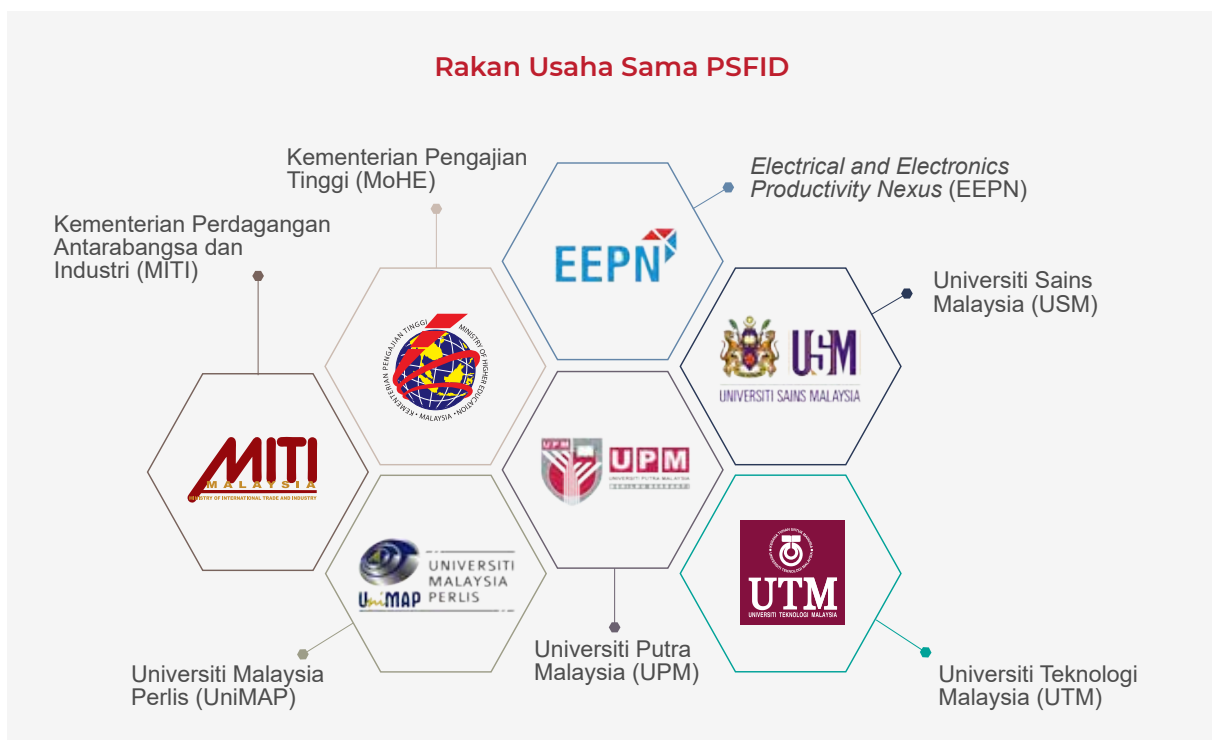 Rakan Usaha Sama PSFID
Kementerian Pengajian
Tinggi (MoHE)
Electrical and Electronics
Productivity Nexus (EEPN)
Kementerian Perdagangan
Antarabangsa dan
Industri (MITI)
Universiti Sains
Malaysia (USM)
EEPN
KEMENTERIAN PENGAJIAN TINGGI
MINISTRY OF HIGHER EDUCATION
• MALAYSIA •
USM
UNIVERSITI SAINS MALAYSIA
MITI
MALAYSIA
MINISTRY OF INTERNATIONAL TRADE AND INDUSTRY
UPM
UPM
UNIVERSITI PUTRA MALAYSIA
UniMAP
UNIVERSITI
MALAYSIA
PERLIS
UTM
UNIVERSITI TEKNOLOGI MALAYSIA
Universiti Malaysia
Perlis (UniMAP)
Universiti Putra
Malaysia (UPM)
Universiti Teknologi
Malaysia (UTM)